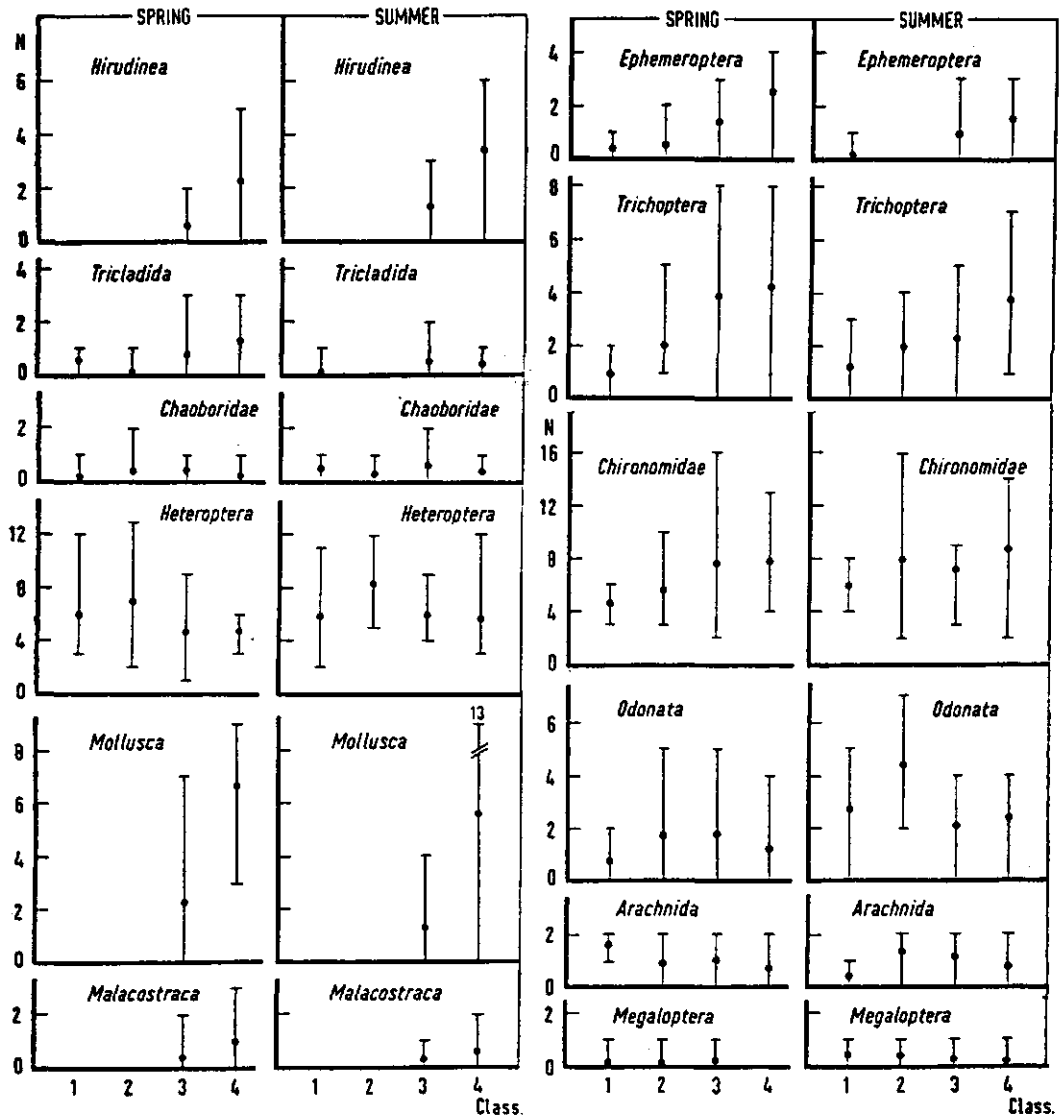 SPRING SUMMER
N
Hirudinea Hirudinea
6
4
2
0
Tricladida Tricladida
4
2
0
Chaoboridae Chaoboridae
2
0
Heteroptera Heteroptera
12
8
4
0
13
Mollusca Mollusca
8
6
4
2
0
Malacostraca Malacostraca
2
0
1 2 3 4 1 2 3 4
Class.
SPRING SUMMER
Ephemeroptera Ephemeroptera
4
2
0
Trichoptera Trichoptera
8
6
4
2
0
N
Chironomidae Chironomidae
16
12
8
4
0
Odonata Odonata
6
4
2
0
Arachnida Arachnida
2
0
Megaloptera Megaloptera
2
0
1 2 3 4 1 2 3 4
Class.